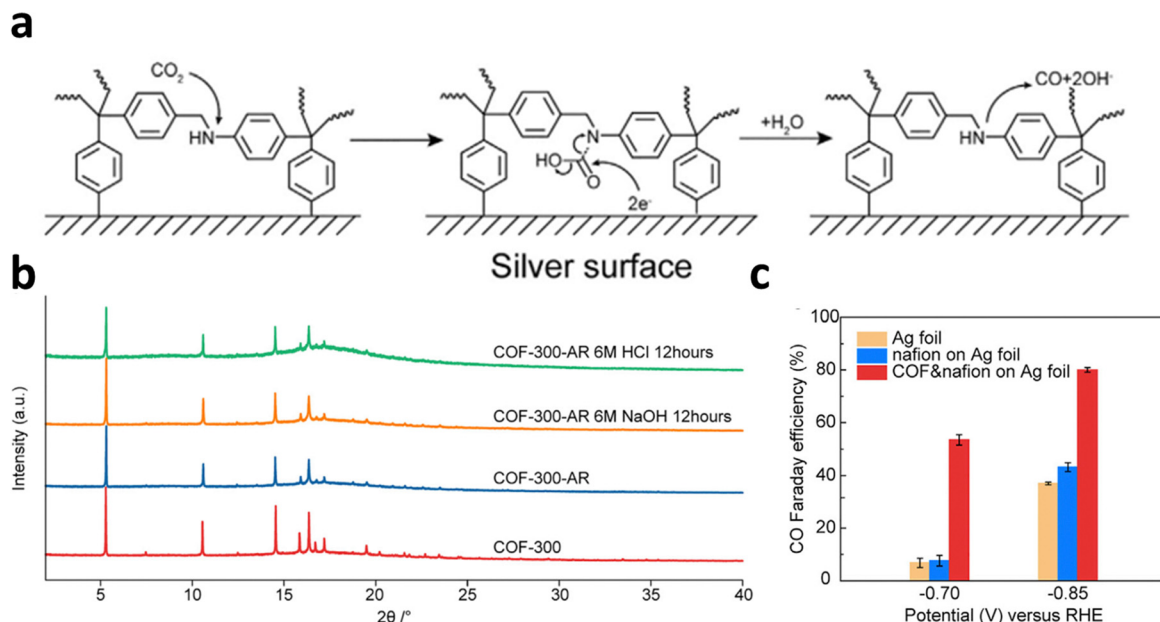 a
CO2
HN
N
HO
O
2e-
+H2O
CO+2OH-
HN
Silver surface
b
Intensity (a.u.)
COF-300-AR 6M HCl 12hours
COF-300-AR 6M NaOH 12hours
COF-300-AR
COF-300
5 10 15 20 25 30 35 40
2θ /°
c
CO Faraday efficiency (%)
100
80
60
40
20
0
Ag foil
nafion on Ag foil
COF&nafion on Ag foil
-0.70 -0.85
Potential (V) versus RHE